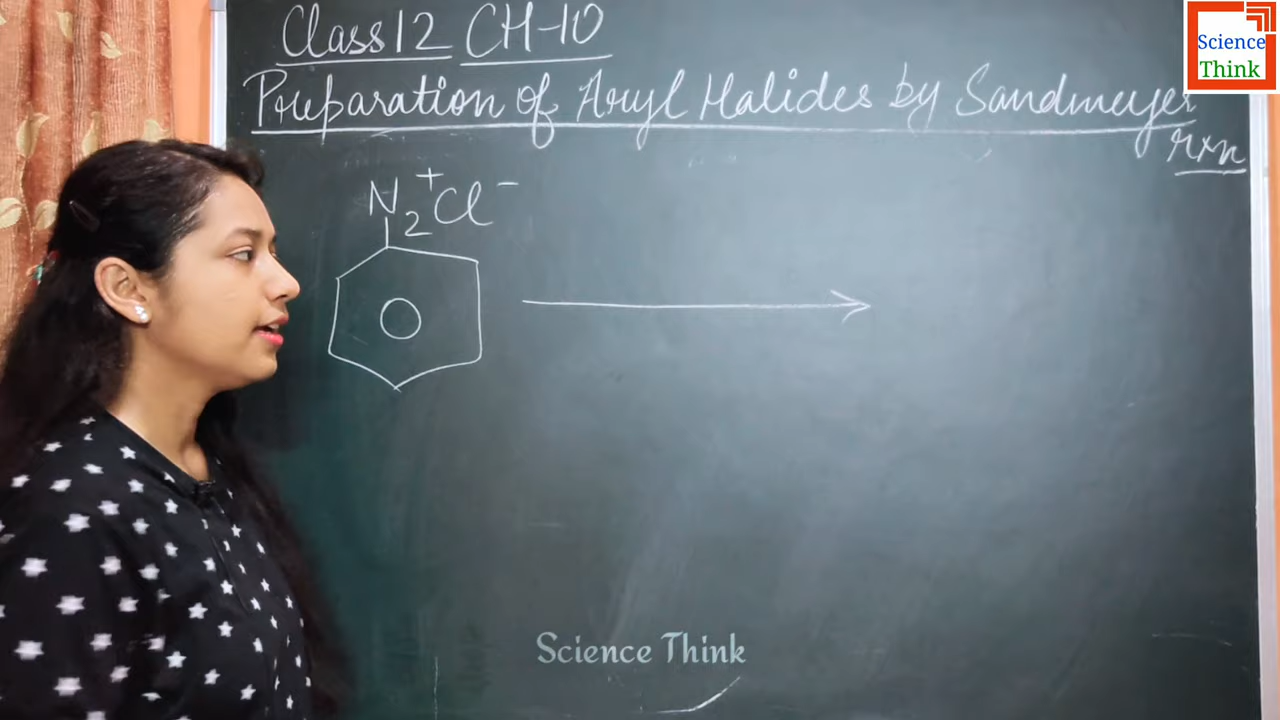 Class 12 CH-10
Preparation of Aryl Halides by Sandmeyer
rxn
N2+Cl-
Science
Think
Science Think